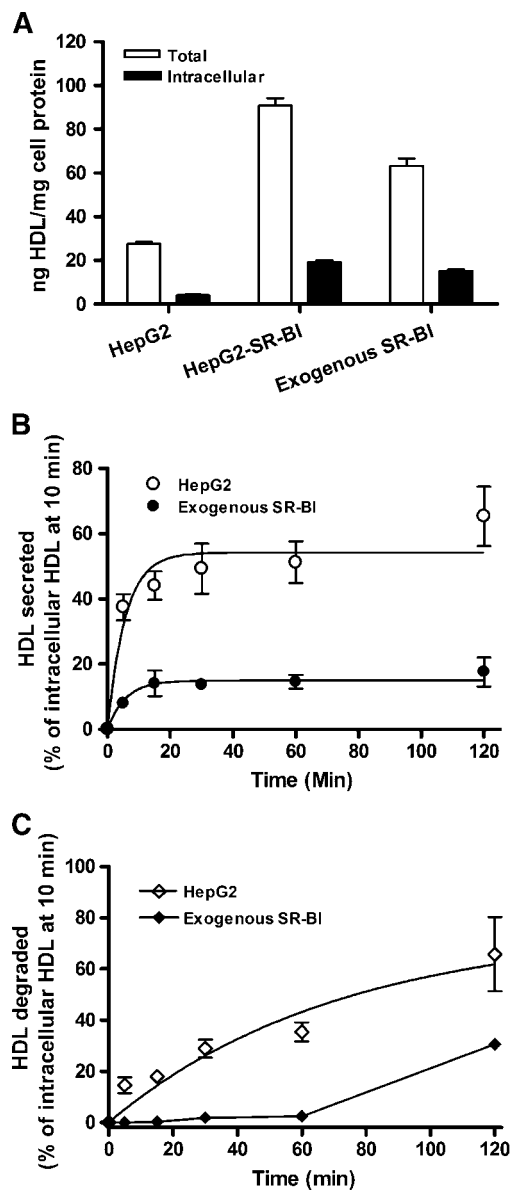 A
120
100
80
60
40
20
0
ng HDL/mg cell protein
Total
Intracellular
HepG2
HepG2-SR-BI
Exogenous SR-BI
B
80
60
40
20
0
HDL secreted
(% of intracellular HDL at 10 min)
HepG2
Exogenous SR-BI
0 20 40 60 80 100 120
Time (Min)
C
100
80
60
40
20
0
HDL degraded
(% of intracellular HDL at 10 min)
HepG2
Exogenous SR-BI
0 20 40 60 80 100 120
Time (min)